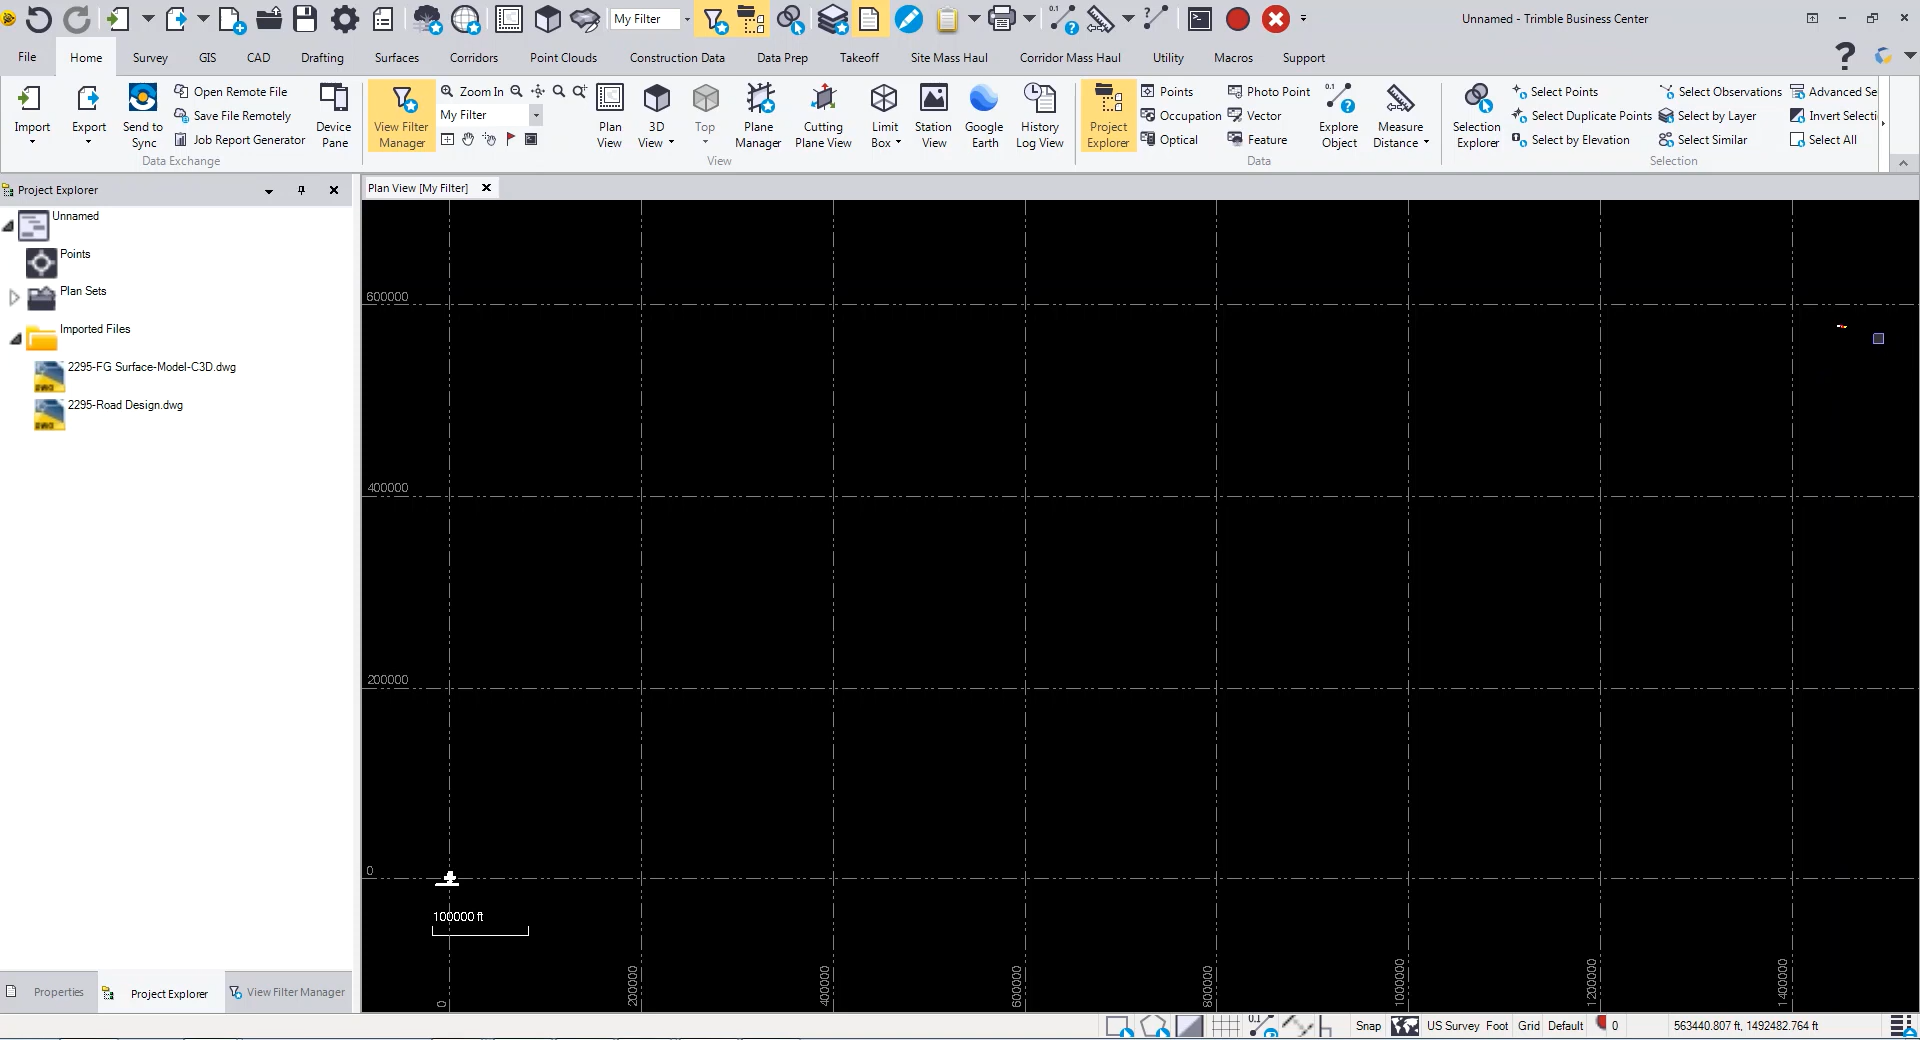 My Filter
Unnamed - Trimble Business Center
File Home Survey GIS CAD Drafting Surfaces Corridors Point Clouds Construction Data Data Prep Takeoff Site Mass Haul Corridor Mass Haul Utility Macros Support
Import
Export
Send to Sync
Open Remote File
Save File Remotely
Job Report Generator
Device Pane
Data Exchange
View Filter Manager
Zoom In
My Filter
Plan View
3D View
Top
Plane Manager
Cutting Plane View
Limit Box
Station View
Google Earth
History Log View
View
Project Explorer
Points
Occupation
Optical
Photo Point
Vector
Feature
Explore Object
Measure Distance
Data
Selection Explorer
Select Points
Select Duplicate Points
Select by Elevation
Select Observations
Select by Layer
Select Similar
Advanced Se
Invert Selecti
Select All
Selection
Project Explorer
Unnamed
Points
Plan Sets
Imported Files
2295-FG Surface-Model-C3D.dwg
2295-Road Design.dwg
Plan View [My Filter]
600000
400000
200000
0
100000 ft
0
200000
400000
600000
800000
1000000
1200000
1400000
Properties Project Explorer View Filter Manager
Snap US Survey Foot Grid Default 0 563440.807 ft, 1492482.764 ft